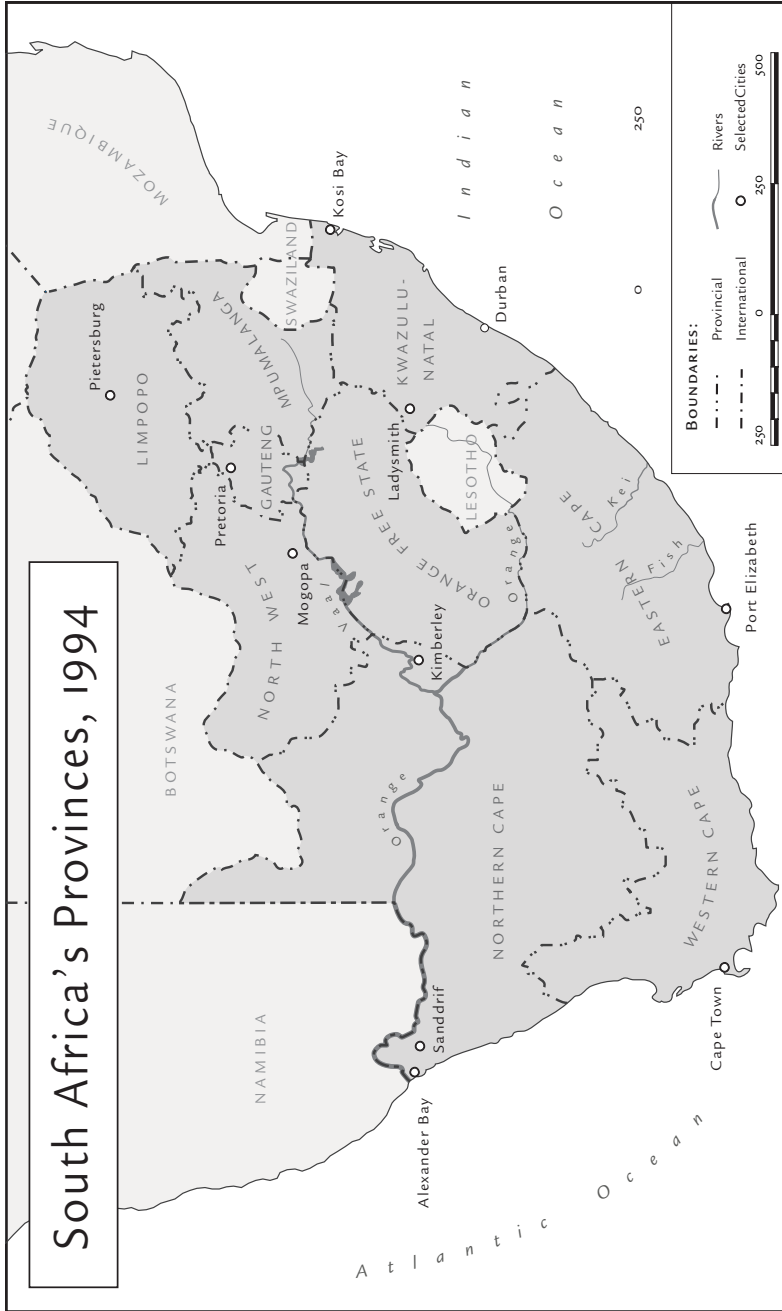 South Africa's Provinces, 1994
NAMIBIA
BOTSWANA
MOZAMBIQUE
LIMPOPO
Pietersburg
Pretoria
GAUTENG
MPUMALANGA
SWAZILAND
NORTH WEST
Mogopa
Vaal
Kosi Bay
ORANGE FREE STATE
Ladysmith
KWAZULU-
NATAL
Kimberley
LESOTHO
Orange
Orange
Durban
Alexander Bay
Sanddrif
NORTHERN CAPE
EASTERN CAPE
Kei
Fish
WESTERN CAPE
Cape Town
Port Elizabeth
Atlantic Ocean
Indian
Ocean
0
250
BOUNDARIES:
Provincial
Rivers
International
Selected Cities
250
0
250
500